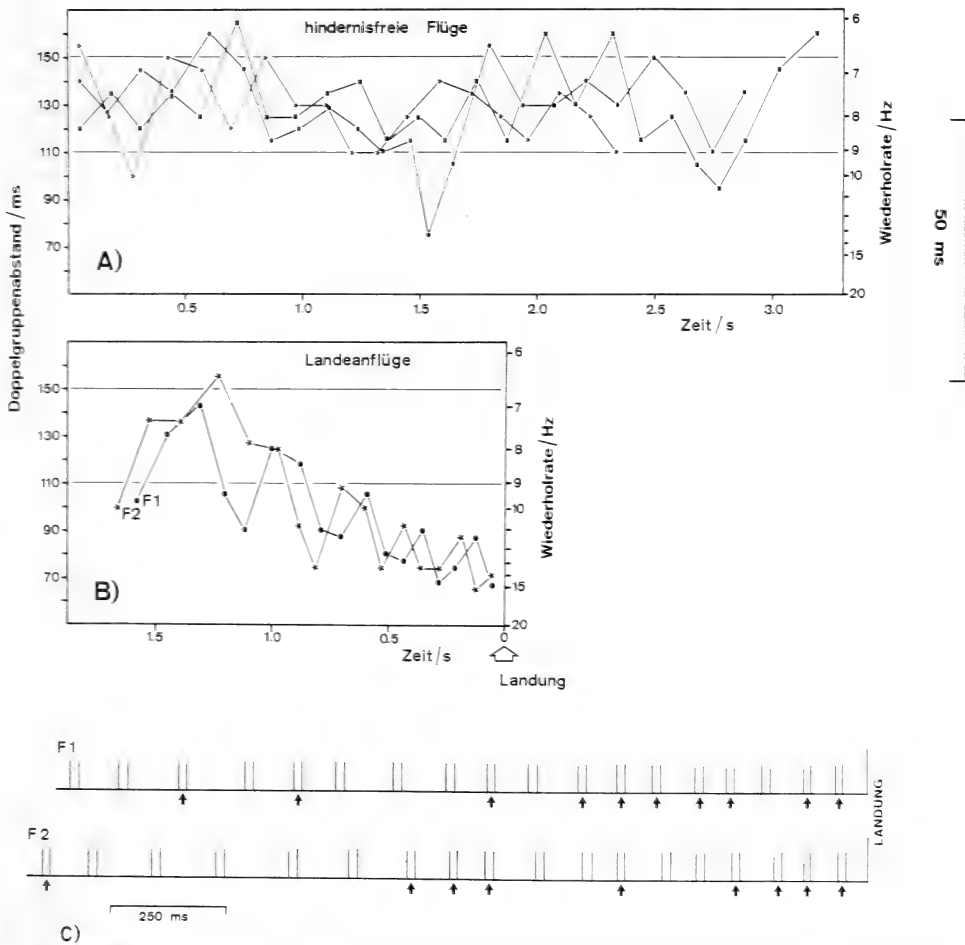 hindernisfreie Flüge
Doppelgruppenabstand / ms
150
130
110
90
70
6
7
8
9
10
15
20
Wiederholrate / Hz
A)
0.5
1.0
1.5
2.0
2.5
3.0
Zeit / s
50 ms
Landeanflüge
150
130
110
90
70
6
7
8
9
10
15
20
Wiederholrate / Hz
F2
F1
B)
1.5
1.0
0.5
0
Zeit / s
Landung
F1
F2
LANDUNG
250 ms
C)